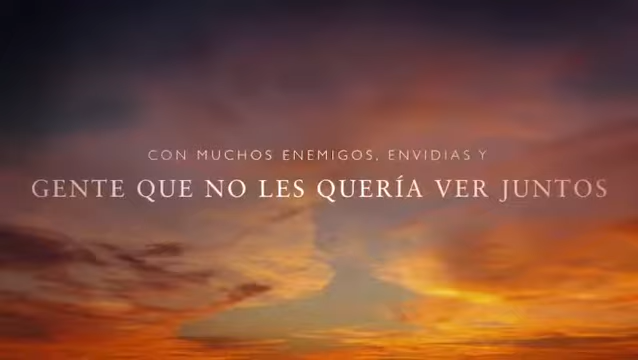 CON MUCHOS ENEMIGOS, ENVIDIAS Y
GENTE QUE NO LES QUERÍA VER JUNTOS